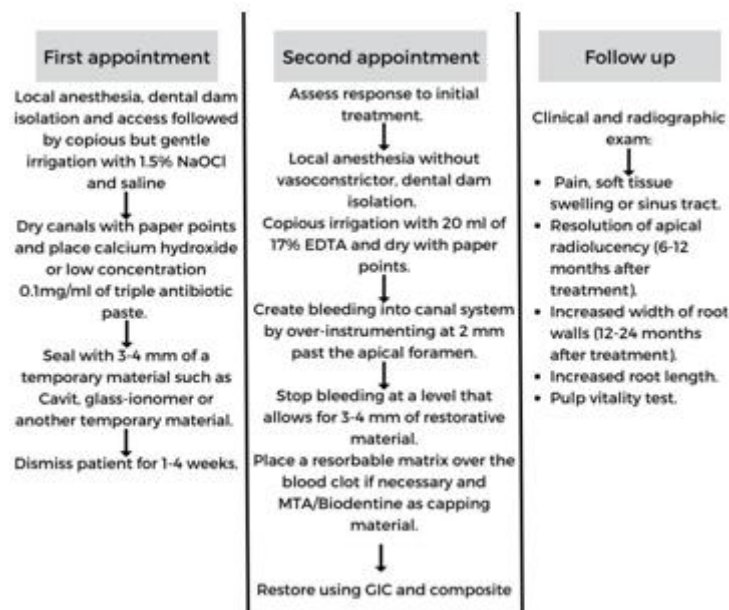 First appointment
Local anesthesia, dental dam
isolation and access followed
by copious but gentle
irrigation with 1.5% NaOCl
and saline
Dry canals with paper points
and place calcium hydroxide
or low concentration
0.1mg/ml of triple antibiotic
paste.
Seal with 3-4 mm of a
temporary material such as
Cavit, glass-ionomer or
another temporary material.
Dismiss patient for 1-4 weeks.
Second appointment
Assess response to initial
treatment.
Local anesthesia without
vasoconstrictor, dental dam
isolation.
Copious irrigation with 20 ml of
17% EDTA and dry with paper
points.
Create bleeding into canal system
by over-instrumenting at 2 mm
past the apical foramen.
Stop bleeding at a level that
allows for 3-4 mm of restorative
material.
Place a resorbable matrix over the
blood clot if necessary and
MTA/Biodentine as capping
material.
Restore using GIC and composite
Follow up
Clinical and radiographic
exam:
• Pain, soft tissue
swelling or sinus tract.
• Resolution of apical
radiolucency (6-12
months after
treatment).
• Increased width of root
walls (12-24 months
after treatment).
• Increased root length.
• Pulp vitality test.